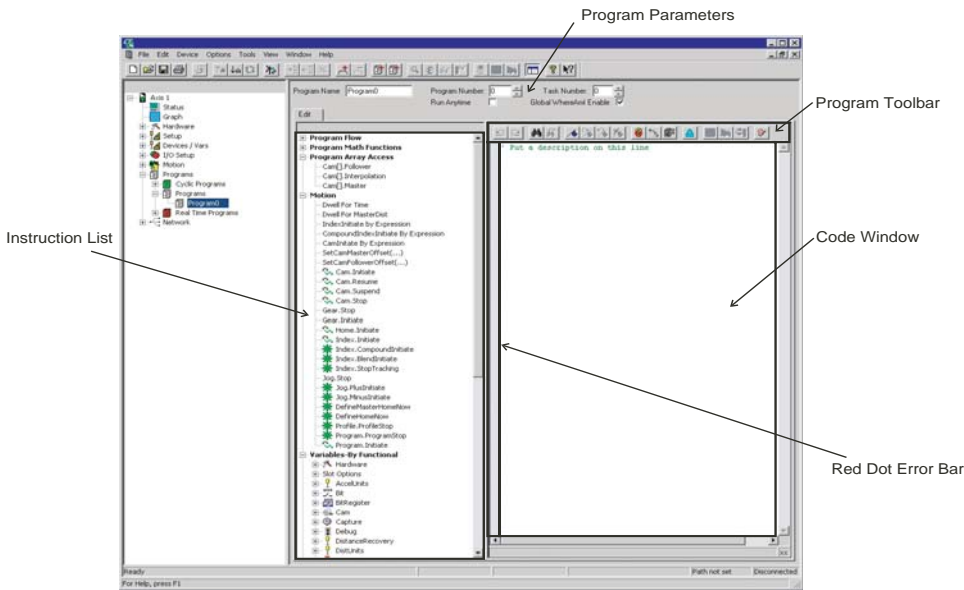 Program Parameters
File Edit Device Options Tools View Window Help
Program Name Program0 Program Number 0 Task Number 0
Run Anytime Global WhereAmI Enable
Edit
Axis 1
Status
Graph
Hardware
Setup
Devices / Vars
I/O Setup
Motion
Programs
Cyclic Programs
Programs
Program0
Real Time Programs
Network
Instruction List
Program Flow
Program Math Functions
Program Array Access
Cam[].Follower
Cam[].Interpolation
Cam[].Master
Motion
Dwell For Time
Dwell For MasterDist
IndexInitiate by Expression
CompoundIndexInitiate By Expression
CamInitate By Expression
SetCamMasterOffset(...)
SetCamFollowerOffset(...)
Cam.Initiate
Cam.Resume
Cam.Suspend
Cam.Stop
Gear.Stop
Gear.Initiate
Home.Initiate
Index.Initiate
Index.CompoundInitiate
Index.BlendInitiate
Index.StopTracking
Jog.Stop
Jog.PlusInitiate
Jog.MinusInitiate
DefineMasterHomeNow
DefineHomeNow
Profile.ProfileStop
Program.ProgramStop
Program.Initiate
Variables-By Functional
Hardware
Slot Options
AccelUnits
Bit
BitRegister
Cam
Capture
Debug
DistanceRecovery
DistUnits
Program Toolbar
' Put a description on this line
Code Window
Red Dot Error Bar
Ready Path not set Disconnected
For Help, press F1